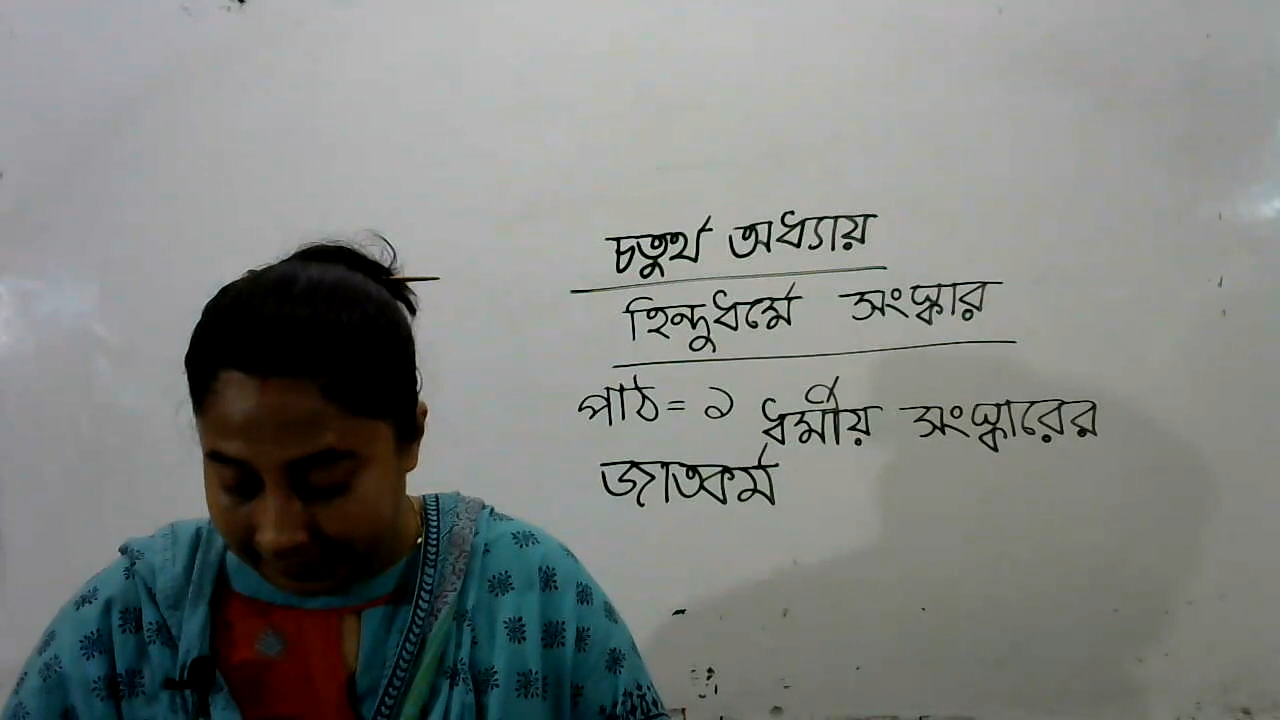 চতুর্থ অধ্যায়
হিন্দুধর্মে সংস্কার
পাঠ= ১ ধর্মীয় সংস্কারের
জাতকর্ম